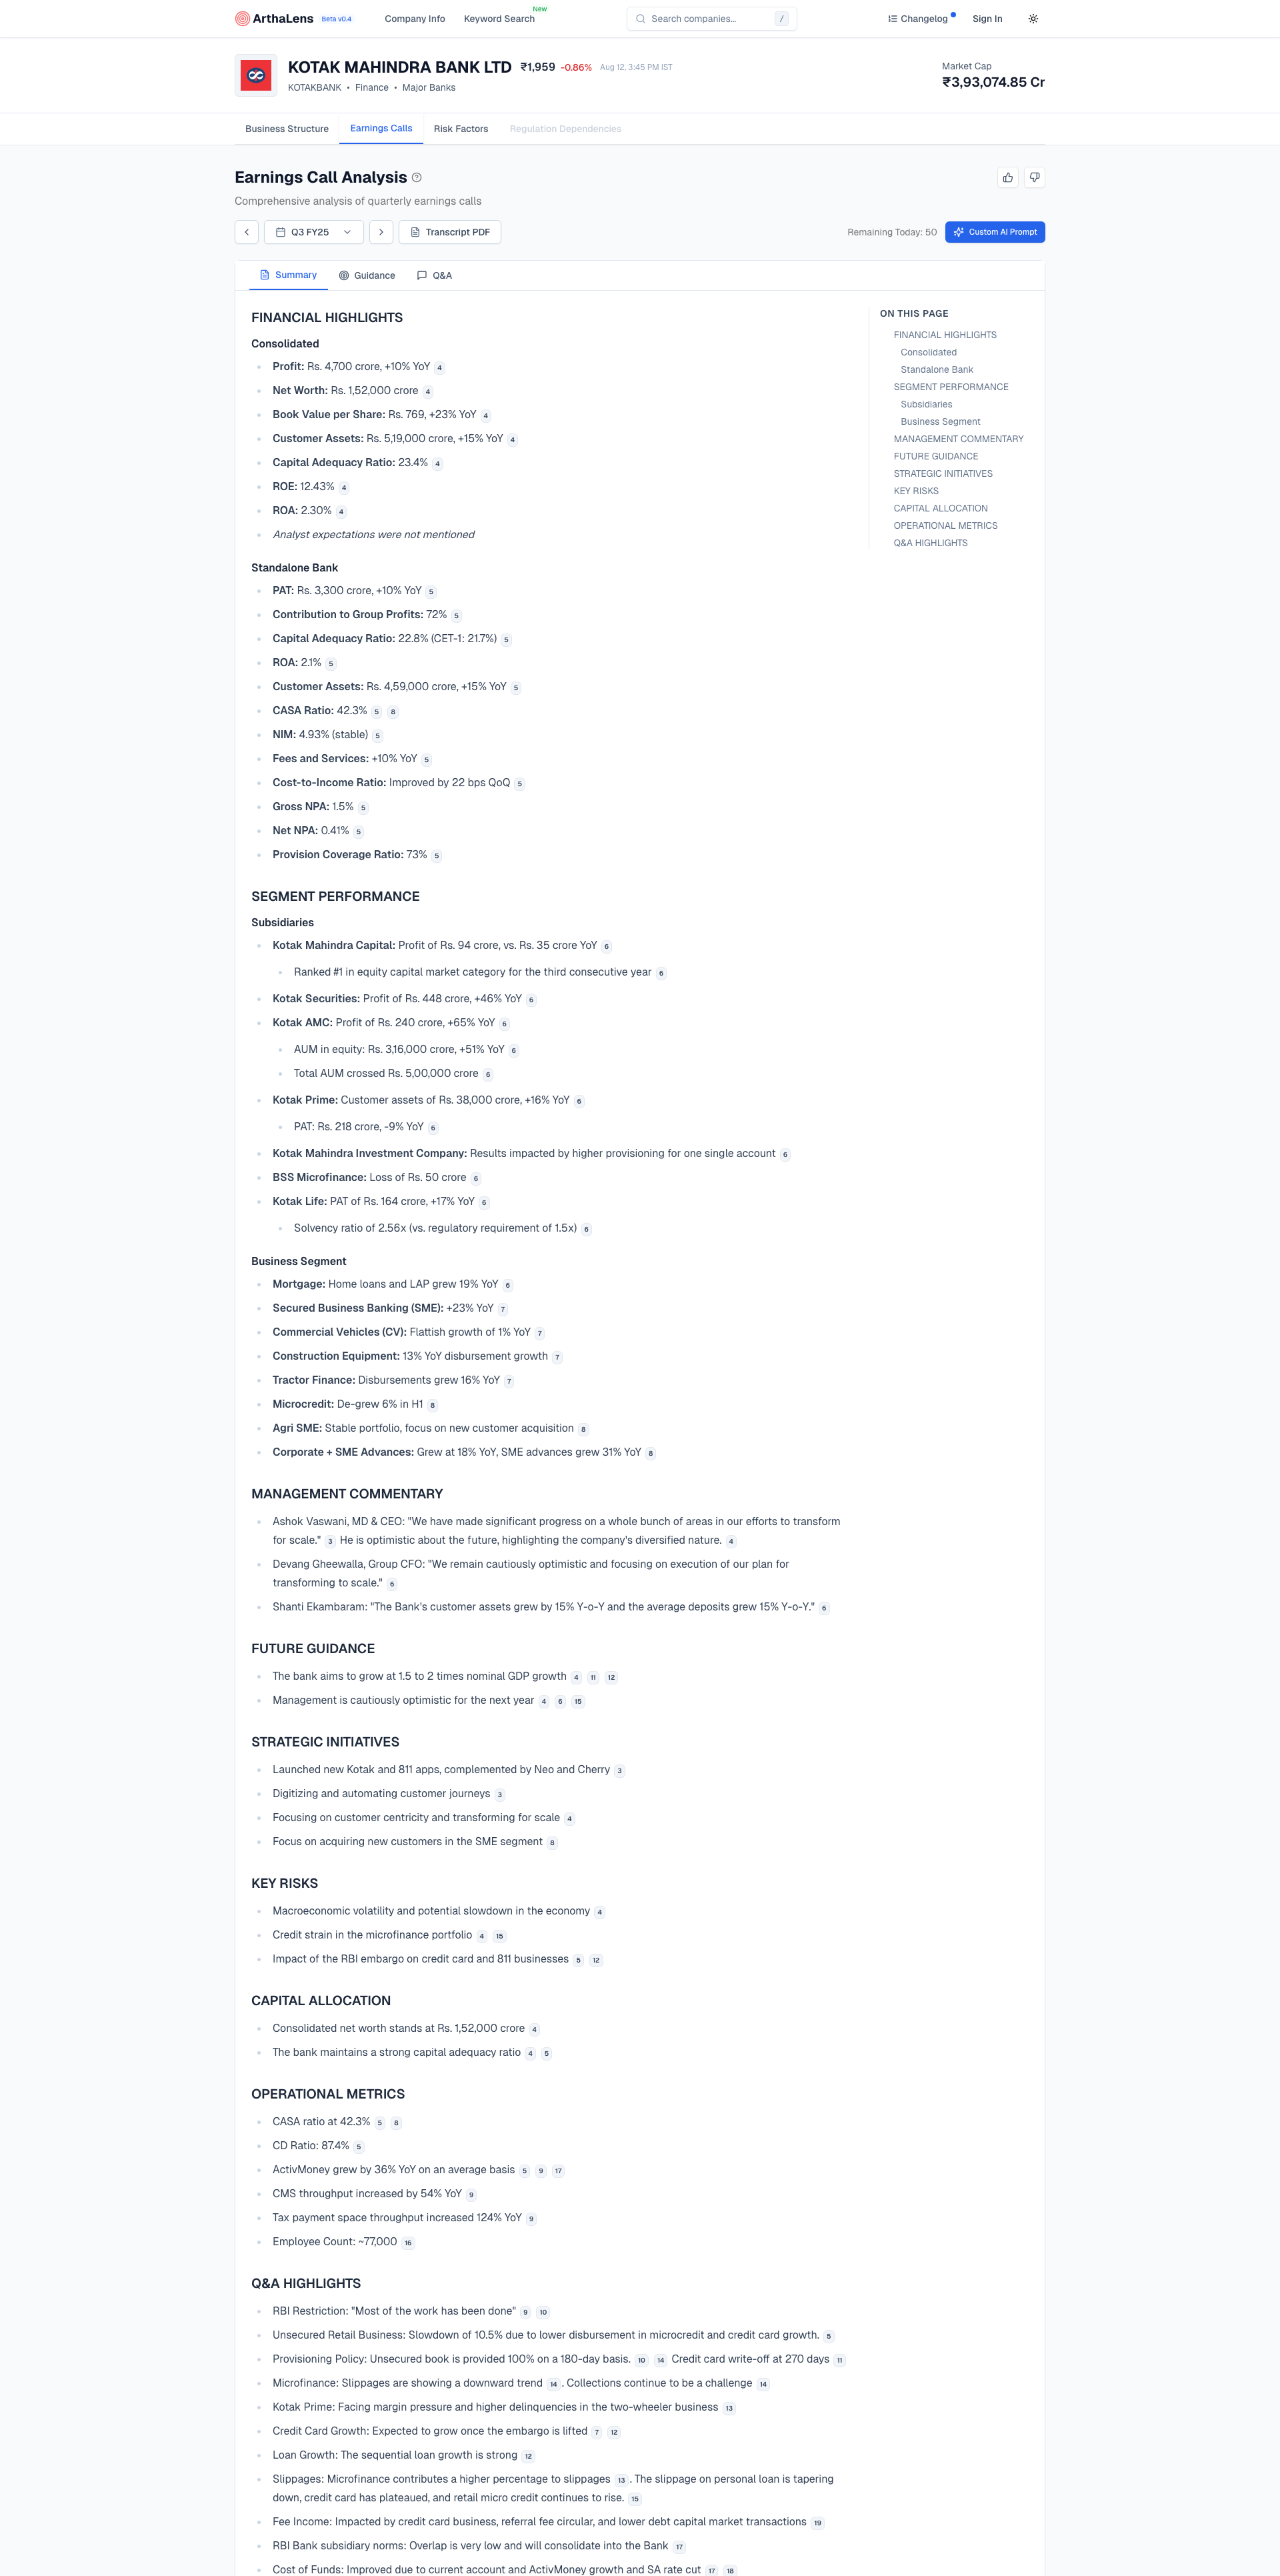 ArthaLens Beta v0.4 Company Info Keyword Search New Search companies... / Changelog Sign In
KOTAK MAHINDRA BANK LTD ₹1,959 -0.86% Aug 12, 3:45 PM IST
KOTAKBANK • Finance • Major Banks
Market Cap
₹3,93,074.85 Cr
Business Structure Earnings Calls Risk Factors Regulation Dependencies
Earnings Call Analysis
Comprehensive analysis of quarterly earnings calls
Q3 FY25 Transcript PDF Remaining Today: 50 Custom AI Prompt
Summary Guidance Q&A
FINANCIAL HIGHLIGHTS
Consolidated
Profit: Rs. 4,700 crore, +10% YoY 4
Net Worth: Rs. 1,52,000 crore 4
Book Value per Share: Rs. 769, +23% YoY 4
Customer Assets: Rs. 5,19,000 crore, +15% YoY 4
Capital Adequacy Ratio: 23.4% 4
ROE: 12.43% 4
ROA: 2.30% 4
Analyst expectations were not mentioned
Standalone Bank
PAT: Rs. 3,300 crore, +10% YoY 5
Contribution to Group Profits: 72% 5
Capital Adequacy Ratio: 22.8% (CET-1: 21.7%) 5
ROA: 2.1% 5
Customer Assets: Rs. 4,59,000 crore, +15% YoY 5
CASA Ratio: 42.3% 5 8
NIM: 4.93% (stable) 5
Fees and Services: +10% YoY 5
Cost-to-Income Ratio: Improved by 22 bps QoQ 5
Gross NPA: 1.5% 5
Net NPA: 0.41% 5
Provision Coverage Ratio: 73% 5
SEGMENT PERFORMANCE
Subsidiaries
Kotak Mahindra Capital: Profit of Rs. 94 crore, vs. Rs. 35 crore YoY 6
Ranked #1 in equity capital market category for the third consecutive year 6
Kotak Securities: Profit of Rs. 448 crore, +46% YoY 6
Kotak AMC: Profit of Rs. 240 crore, +65% YoY 6
AUM in equity: Rs. 3,16,000 crore, +51% YoY 6
Total AUM crossed Rs. 5,00,000 crore 6
Kotak Prime: Customer assets of Rs. 38,000 crore, +16% YoY 6
PAT: Rs. 218 crore, -9% YoY 6
Kotak Mahindra Investment Company: Results impacted by higher provisioning for one single account 6
BSS Microfinance: Loss of Rs. 50 crore 6
Kotak Life: PAT of Rs. 164 crore, +17% YoY 6
Solvency ratio of 2.56x (vs. regulatory requirement of 1.5x) 6
Business Segment
Mortgage: Home loans and LAP grew 19% YoY 6
Secured Business Banking (SME): +23% YoY 7
Commercial Vehicles (CV): Flattish growth of 1% YoY 7
Construction Equipment: 13% YoY disbursement growth 7
Tractor Finance: Disbursements grew 16% YoY 7
Microcredit: De-grew 6% in H1 8
Agri SME: Stable portfolio, focus on new customer acquisition 8
Corporate + SME Advances: Grew at 18% YoY, SME advances grew 31% YoY 8
MANAGEMENT COMMENTARY
Ashok Vaswani, MD & CEO: "We have made significant progress on a whole bunch of areas in our efforts to transform
for scale." 3 He is optimistic about the future, highlighting the company's diversified nature. 4
Devang Gheewalla, Group CFO: "We remain cautiously optimistic and focusing on execution of our plan for
transforming to scale." 6
Shanti Ekambaram: "The Bank's customer assets grew by 15% Y-o-Y and the average deposits grew 15% Y-o-Y." 6
FUTURE GUIDANCE
The bank aims to grow at 1.5 to 2 times nominal GDP growth 4 11 12
Management is cautiously optimistic for the next year 4 6 15
STRATEGIC INITIATIVES
Launched new Kotak and 811 apps, complemented by Neo and Cherry 3
Digitizing and automating customer journeys 3
Focusing on customer centricity and transforming for scale 4
Focus on acquiring new customers in the SME segment 8
KEY RISKS
Macroeconomic volatility and potential slowdown in the economy 4
Credit strain in the microfinance portfolio 4 15
Impact of the RBI embargo on credit card and 811 businesses 5 12
CAPITAL ALLOCATION
Consolidated net worth stands at Rs. 1,52,000 crore 4
The bank maintains a strong capital adequacy ratio 4 5
OPERATIONAL METRICS
CASA ratio at 42.3% 5 8
CD Ratio: 87.4% 5
ActivMoney grew by 36% YoY on an average basis 5 9 17
CMS throughput increased by 54% YoY 9
Tax payment space throughput increased 124% YoY 9
Employee Count: ~77,000 16
Q&A HIGHLIGHTS
RBI Restriction: "Most of the work has been done" 9 10
Unsecured Retail Business: Slowdown of 10.5% due to lower disbursement in microcredit and credit card growth. 5
Provisioning Policy: Unsecured book is provided 100% on a 180-day basis. 10 14 Credit card write-off at 270 days 11
Microfinance: Slippages are showing a downward trend 14 . Collections continue to be a challenge 14
Kotak Prime: Facing margin pressure and higher delinquencies in the two-wheeler business 13
Credit Card Growth: Expected to grow once the embargo is lifted 7 12
Loan Growth: The sequential loan growth is strong 12
Slippages: Microfinance contributes a higher percentage to slippages 13 . The slippage on personal loan is tapering
down, credit card has plateaued, and retail micro credit continues to rise. 15
Fee Income: Impacted by credit card business, referral fee circular, and lower debt capital market transactions 19
RBI Bank subsidiary norms: Overlap is very low and will consolidate into the Bank 17
Cost of Funds: Improved due to current account and ActivMoney growth and SA rate cut 17 18
ON THIS PAGE
FINANCIAL HIGHLIGHTS
Consolidated
Standalone Bank
SEGMENT PERFORMANCE
Subsidiaries
Business Segment
MANAGEMENT COMMENTARY
FUTURE GUIDANCE
STRATEGIC INITIATIVES
KEY RISKS
CAPITAL ALLOCATION
OPERATIONAL METRICS
Q&A HIGHLIGHTS